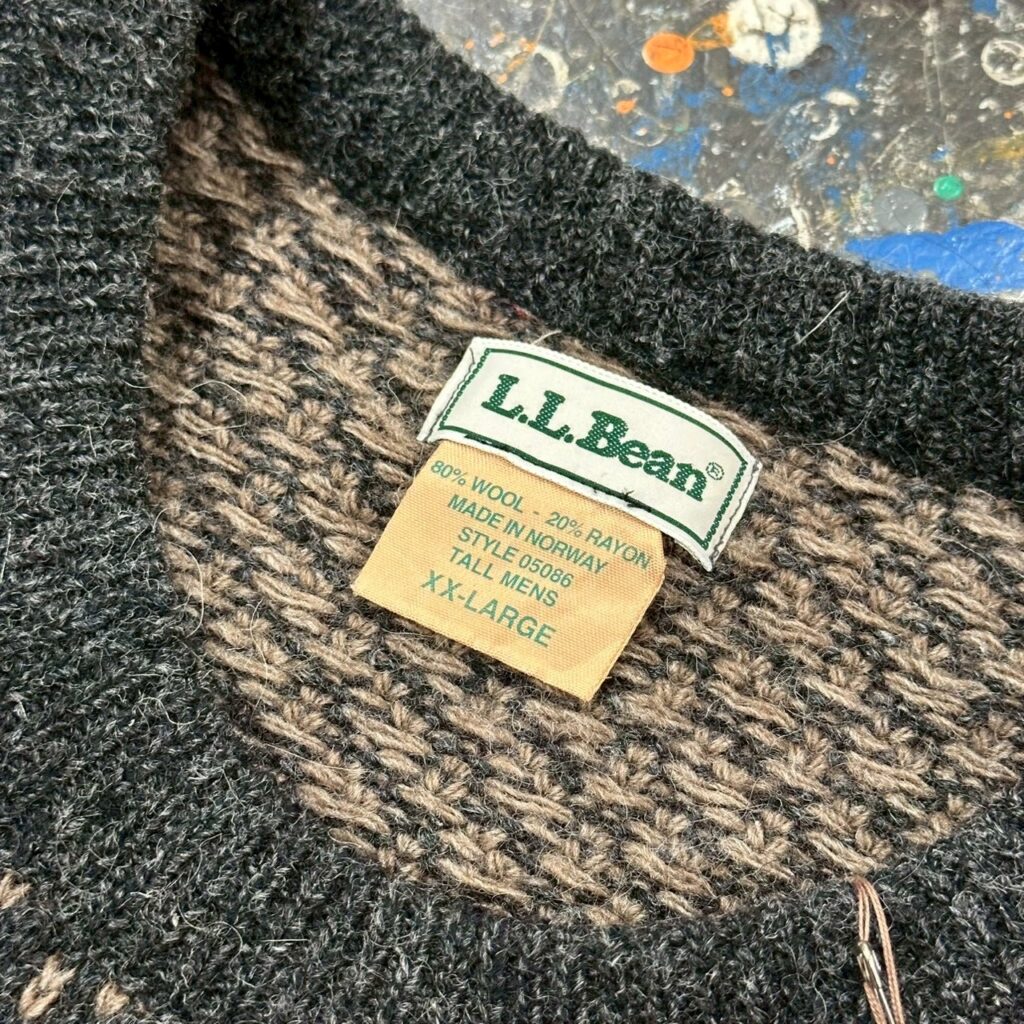 L.L.Bean®
80% WOOL - 20% RAYON
MADE IN NORWAY
STYLE 05086
TALL MENS
XX-LARGE